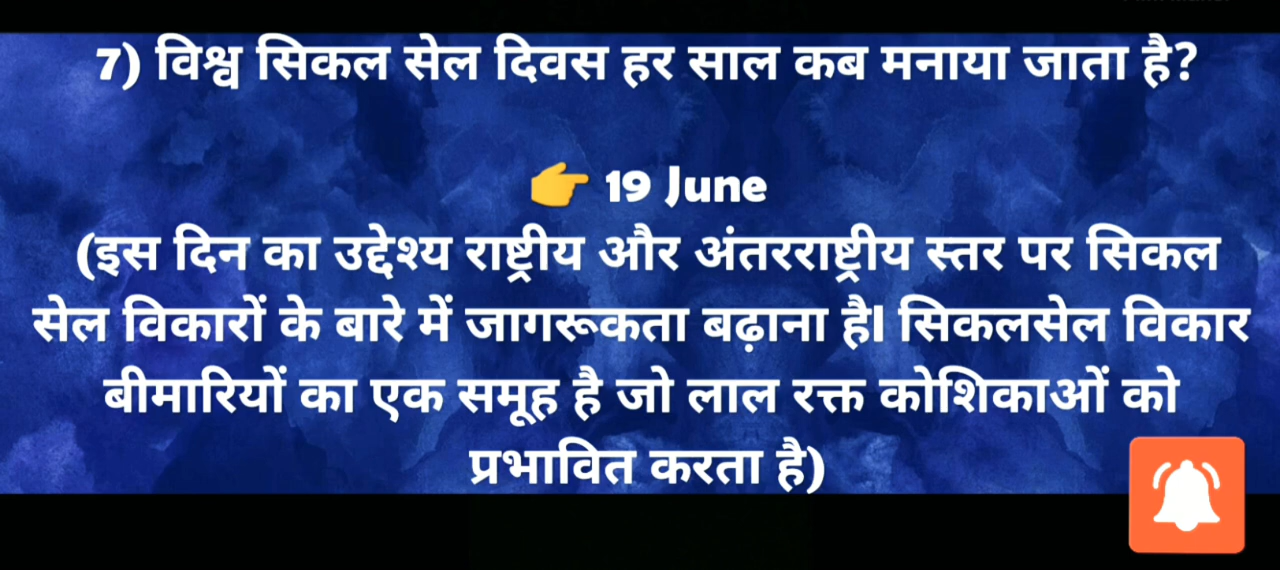 7) विश्व सिकल सेल दिवस हर साल कब मनाया जाता है?
👉 19 June
(इस दिन का उद्देश्य राष्ट्रीय और अंतरराष्ट्रीय स्तर पर सिकल
सेल विकारों के बारे में जागरूकता बढ़ाना है। सिकलसेल विकार
बीमारियों का एक समूह है जो लाल रक्त कोशिकाओं को
प्रभावित करता है)